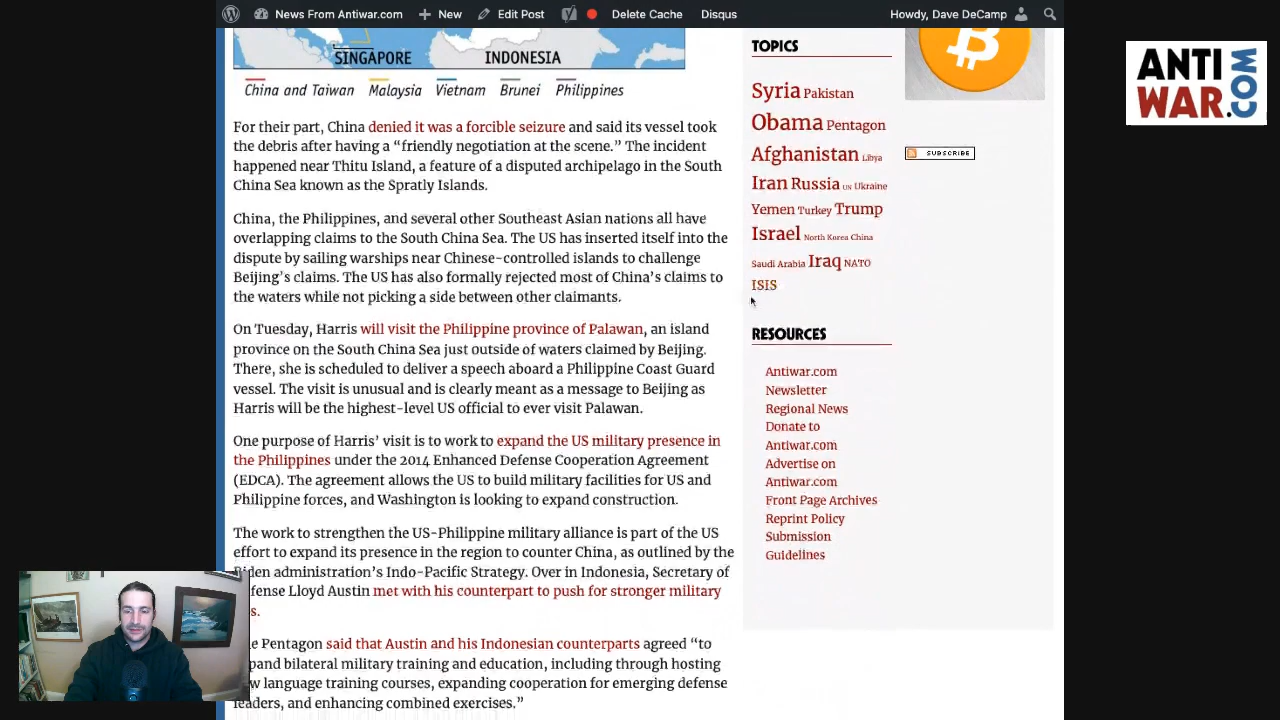 News From Antiwar.com
New
Edit Post
Delete Cache
Disqus
Howdy, Dave DeCamp
SINGAPORE
INDONESIA
China and Taiwan
Malaysia
Vietnam
Brunei
Philippines
For their part, China denied it was a forcible seizure and said its vessel took
the debris after having a “friendly negotiation at the scene.” The incident
happened near Thitu Island, a feature of a disputed archipelago in the South
China Sea known as the Spratly Islands.
China, the Philippines, and several other Southeast Asian nations all have
overlapping claims to the South China Sea. The US has inserted itself into the
dispute by sailing warships near Chinese-controlled islands to challenge
Beijing’s claims. The US has also formally rejected most of China’s claims to
the waters while not picking a side between other claimants.
On Tuesday, Harris will visit the Philippine province of Palawan, an island
province on the South China Sea just outside of waters claimed by Beijing.
There, she is scheduled to deliver a speech aboard a Philippine Coast Guard
vessel. The visit is unusual and is clearly meant as a message to Beijing as
Harris will be the highest-level US official to ever visit Palawan.
One purpose of Harris’ visit is to work to expand the US military presence in
the Philippines under the 2014 Enhanced Defense Cooperation Agreement
(EDCA). The agreement allows the US to build military facilities for US and
Philippine forces, and Washington is looking to expand construction.
The work to strengthen the US-Philippine military alliance is part of the US
effort to expand its presence in the region to counter China, as outlined by the
iden administration’s Indo-Pacific Strategy. Over in Indonesia, Secretary of
fense Lloyd Austin met with his counterpart to push for stronger military
s.
e Pentagon said that Austin and his Indonesian counterparts agreed “to
pand bilateral military training and education, including through hosting
w language training courses, expanding cooperation for emerging defense
leaders, and enhancing combined exercises.”
TOPICS
Syria Pakistan
Obama Pentagon
Afghanistan Libya
Iran Russia UN Ukraine
Yemen Turkey Trump
Israel North Korea China
Saudi Arabia Iraq NATO
ISIS
RESOURCES
Antiwar.com
Newsletter
Regional News
Donate to
Antiwar.com
Advertise on
Antiwar.com
Front Page Archives
Reprint Policy
Submission
Guidelines
SUBSCRIBE
ANTI
WAR.COM